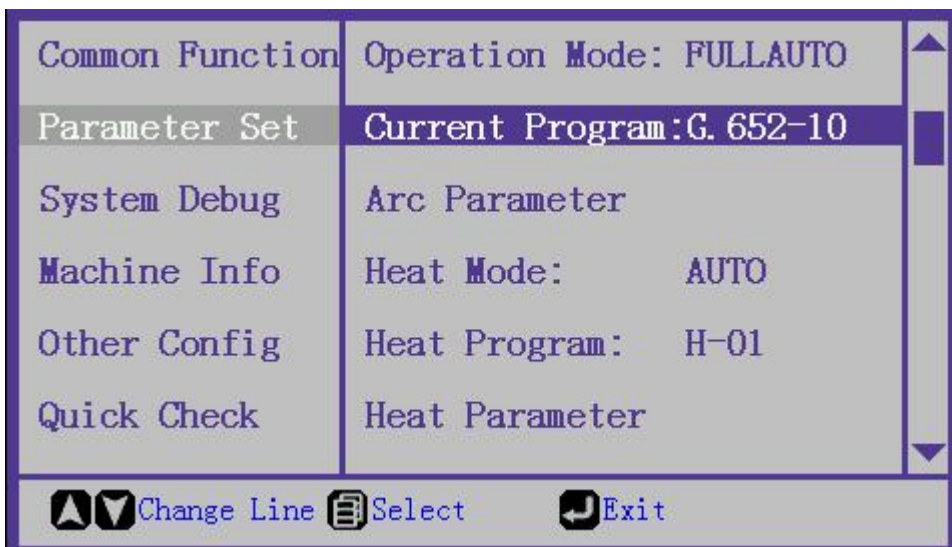 Common Function
Parameter Set
System Debug
Machine Info
Other Config
Quick Check
Operation Mode: FULLAUTO
Current Program:G.652-10
Arc Parameter
Heat Mode: AUTO
Heat Program: H-01
Heat Parameter
Change Line Select Exit